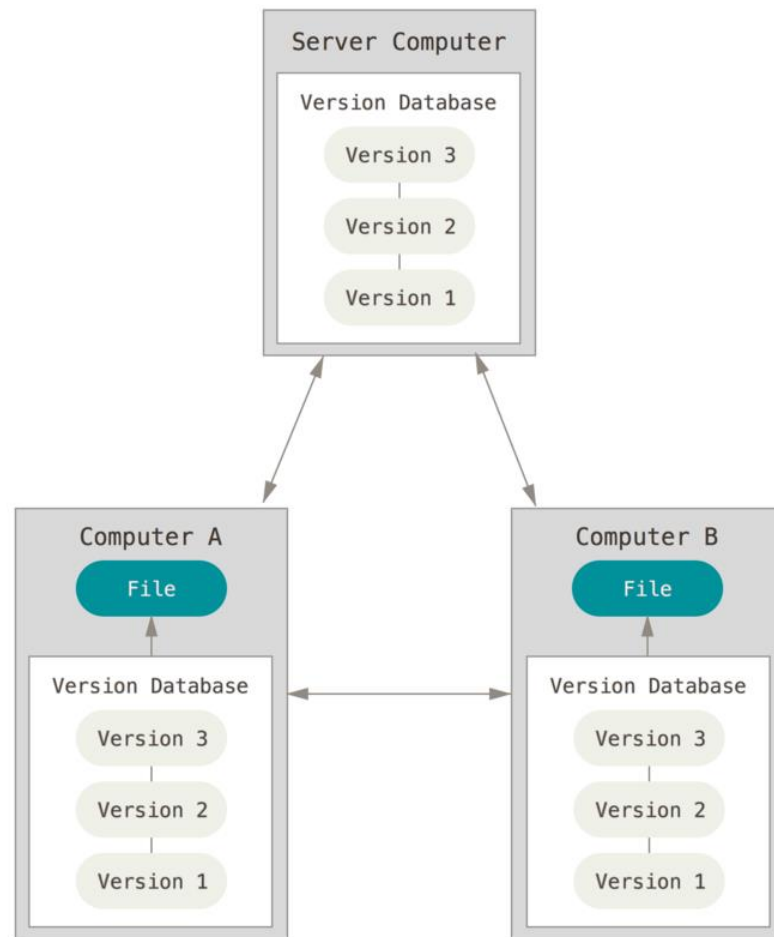 Server Computer
Version Database
Version 3
Version 2
Version 1
Computer A
File
Version Database
Version 3
Version 2
Version 1
Computer B
File
Version Database
Version 3
Version 2
Version 1